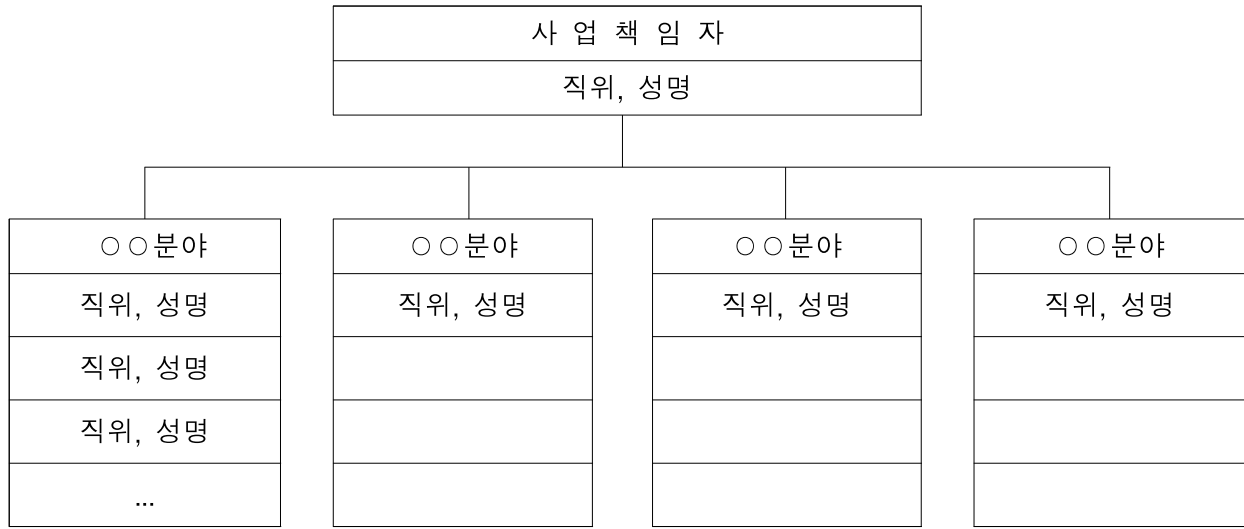 사 업 책 임 자
직위, 성명
○○분야
직위, 성명
직위, 성명
직위, 성명
...
○○분야
직위, 성명
○○분야
직위, 성명
○○분야
직위, 성명